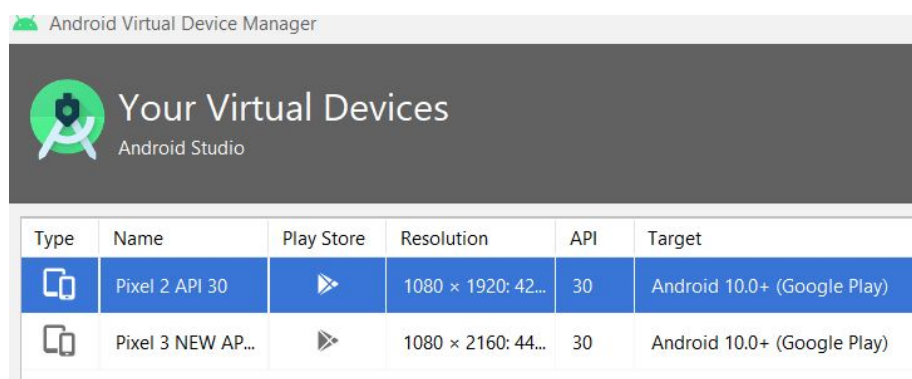 Android Virtual Device Manager
Your Virtual Devices
Android Studio
Type Name Play Store Resolution API Target
Pixel 2 API 30 1080 × 1920: 42... 30 Android 10.0+ (Google Play)
Pixel 3 NEW AP... 1080 × 2160: 44... 30 Android 10.0+ (Google Play)